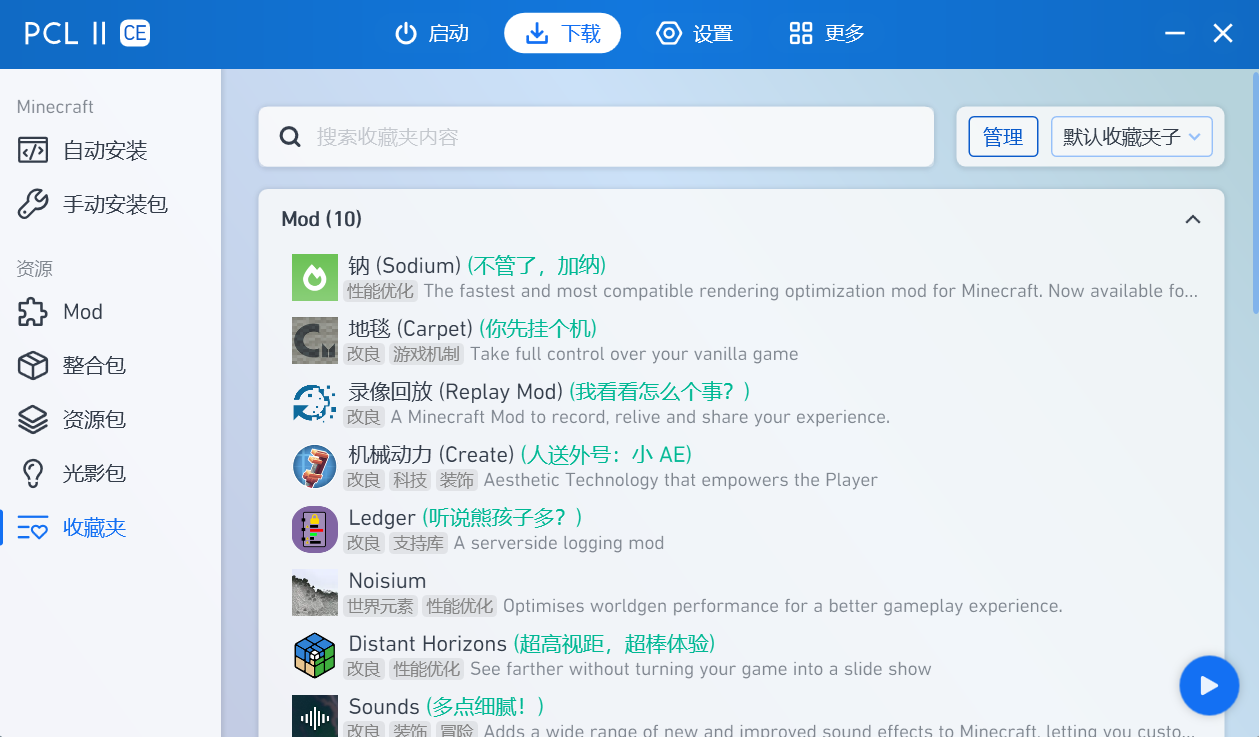 PCL II CE
启动
下载
设置
更多
Minecraft
自动安装
手动安装包
资源
Mod
整合包
资源包
光影包
收藏夹
搜索收藏夹内容
管理
默认收藏夹子
Mod (10)
钠 (Sodium) (不管了，加纳)
性能优化 The fastest and most compatible rendering optimization mod for Minecraft. Now available fo...
地毯 (Carpet) (你先挂个机)
改良 游戏机制 Take full control over your vanilla game
录像回放 (Replay Mod) (我看看怎么个事？)
改良 A Minecraft Mod to record, relive and share your experience.
机械动力 (Create) (人送外号：小 AE)
改良 科技 装饰 Aesthetic Technology that empowers the Player
Ledger (听说熊孩子多？)
改良 支持库 A serverside logging mod
Noisium
世界元素 性能优化 Optimises worldgen performance for a better gameplay experience.
Distant Horizons (超高视距，超棒体验)
改良 性能优化 See farther without turning your game into a slide show
Sounds (多点细腻！)
改良 装饰 冒险 Adds a wide range of new and improved sound effects to Minecraft, letting you custo...